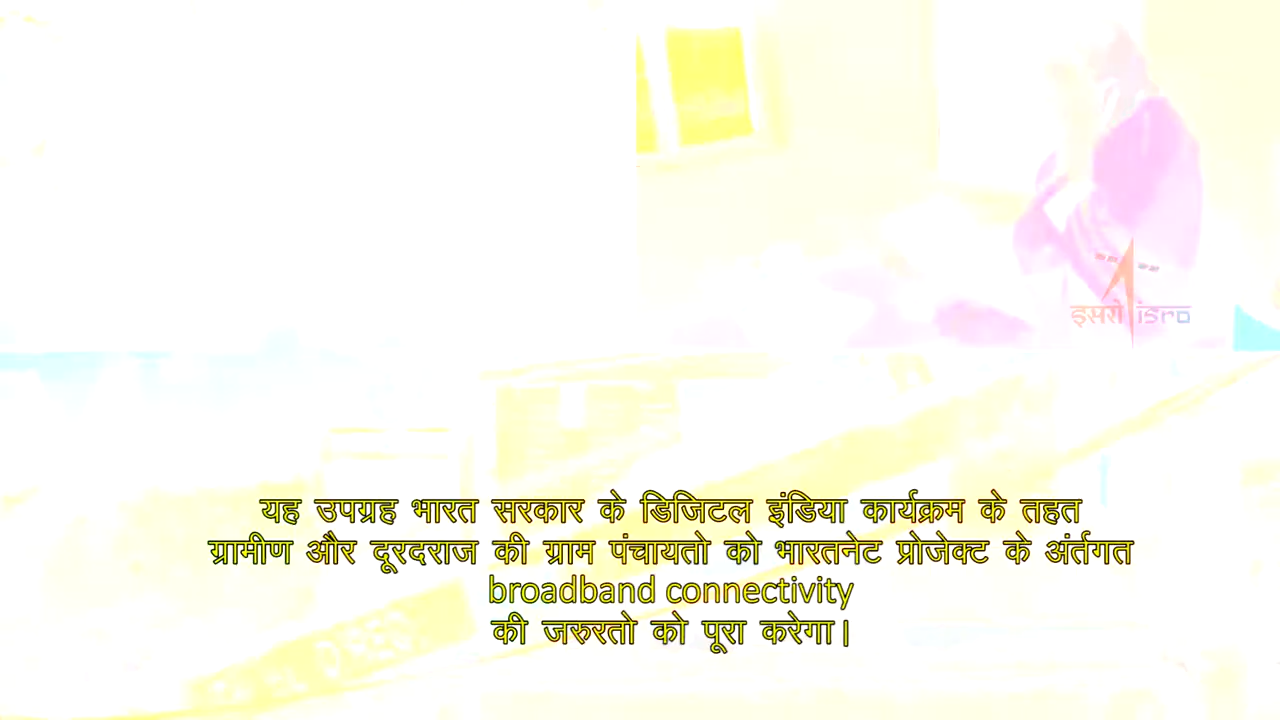 इसरो isro
यह उपग्रह भारत सरकार के डिजिटल इंडिया कार्यक्रम के तहत
ग्रामीण और दूरदराज की ग्राम पंचायतो को भारतनेट प्रोजेक्ट के अंर्तगत
broadband connectivity
की जरुरतो को पूरा करेगा।